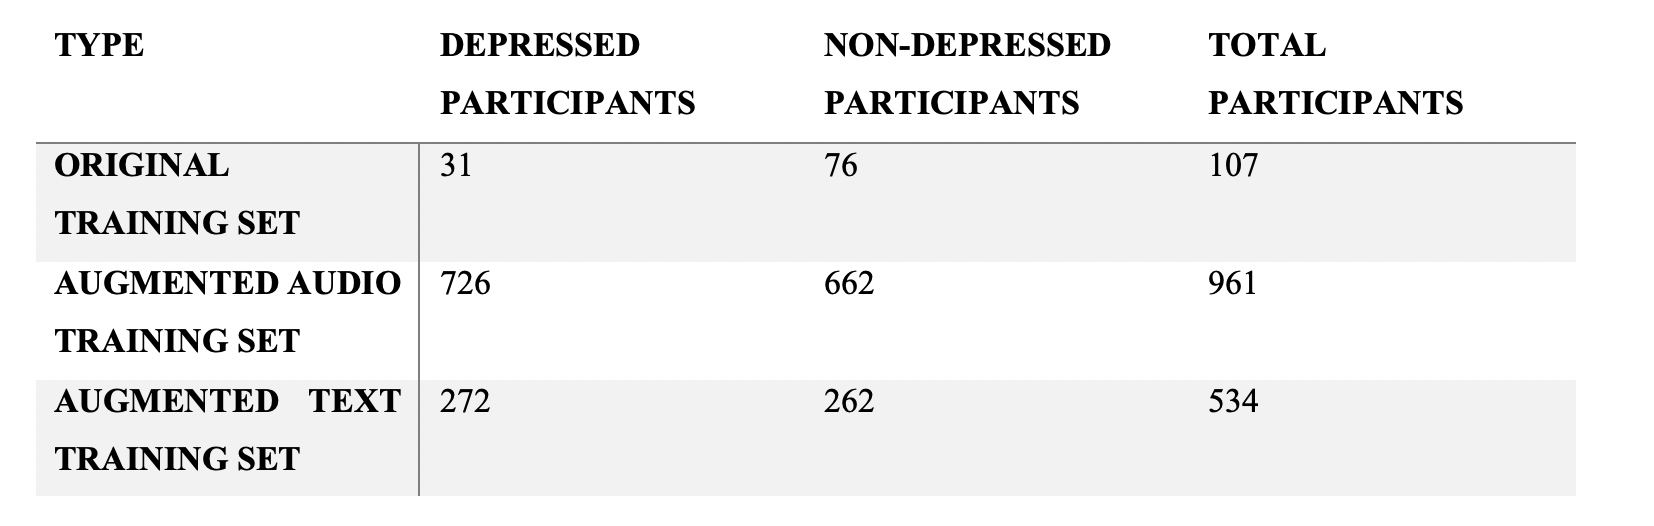 TYPE DEPRESSED NON-DEPRESSED TOTAL
PARTICIPANTS PARTICIPANTS PARTICIPANTS
ORIGINAL 31 76 107
TRAINING SET
AUGMENTED AUDIO 726 662 961
TRAINING SET
AUGMENTED TEXT 272 262 534
TRAINING SET